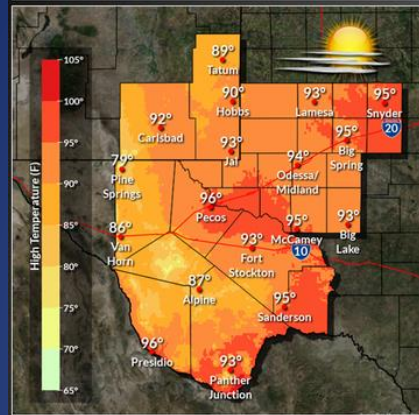 High Temperature (F)
105°
100°
95°
90°
85°
80°
75°
70°
65°
89°
Tatum
90°
Hobbs
93°
Lamesa
95°
Snyder
20
92°
Carlsbad
93°
Jal
95°
Big
Spring
94°
Odessa/
Midland
79°
Pine
Springs
96°
Pecos
86°
Van
Horn
93°
Fort
Stockton
95°
McCamey
10
93°
Big
Lake
87°
Alpine
95°
Sanderson
96°
Presidio
93°
Panther
Junction